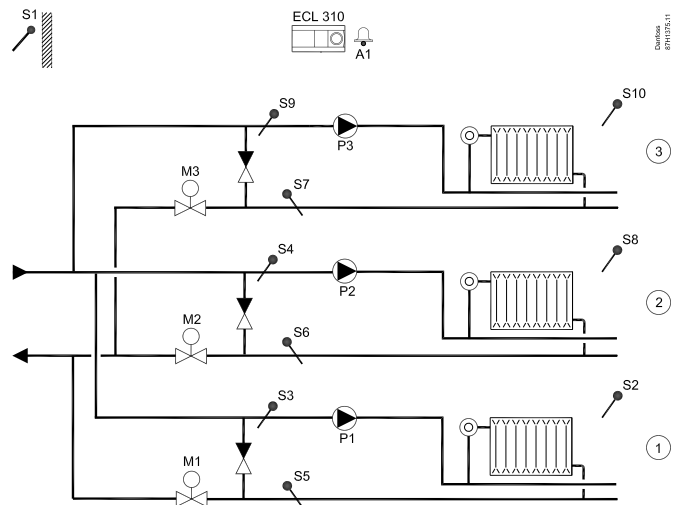 S1
ECL 310
A1
Danfoss
87H1375.11
S9
S10
P3
3
M3
S7
S4
S8
P2
2
M2
S6
S3
S2
P1
1
M1
S5